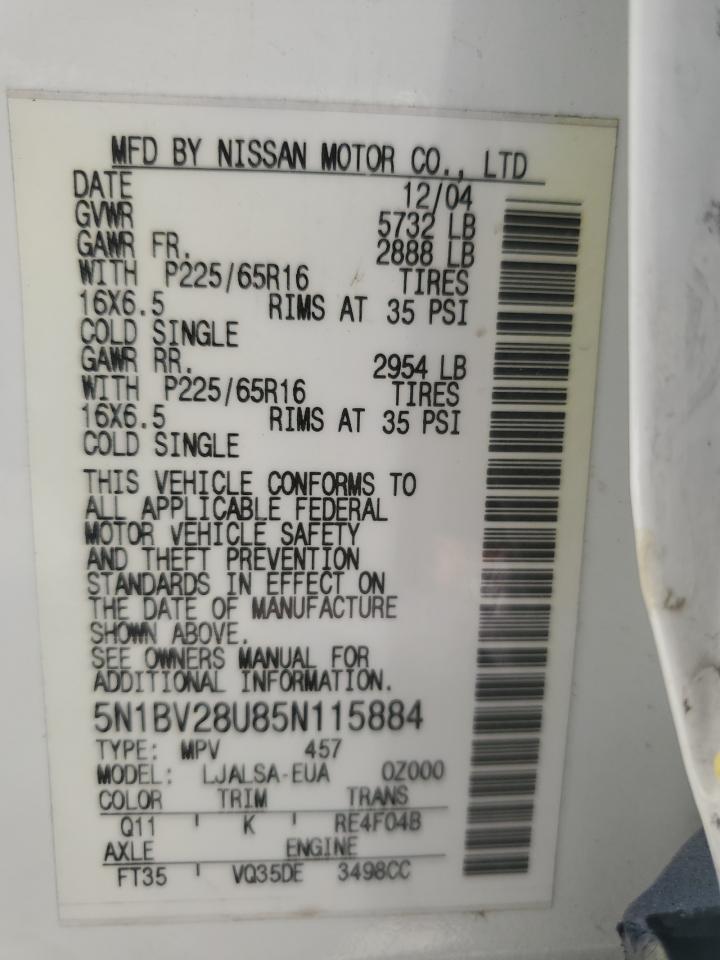 MFD BY NISSAN MOTOR CO., LTD
DATE 12/04
GVWR 5732 LB
GAWR FR. 2888 LB
WITH P225/65R16 TIRES
16X6.5 RIMS AT 35 PSI
COLD SINGLE
GAWR RR. 2954 LB
WITH P225/65R16 TIRES
16X6.5 RIMS AT 35 PSI
COLD SINGLE
THIS VEHICLE CONFORMS TO
ALL APPLICABLE FEDERAL
MOTOR VEHICLE SAFETY
AND THEFT PREVENTION
STANDARDS IN EFFECT ON
THE DATE OF MANUFACTURE
SHOWN ABOVE.
SEE OWNERS MANUAL FOR
ADDITIONAL INFORMATION.
5N1BV28U85N115884
TYPE: MPV 457
MODEL: LJALSA-EUA 0Z000
COLOR TRIM TRANS
Q11 K RE4F04B
AXLE ENGINE
FT35 VQ35DE 3498CC